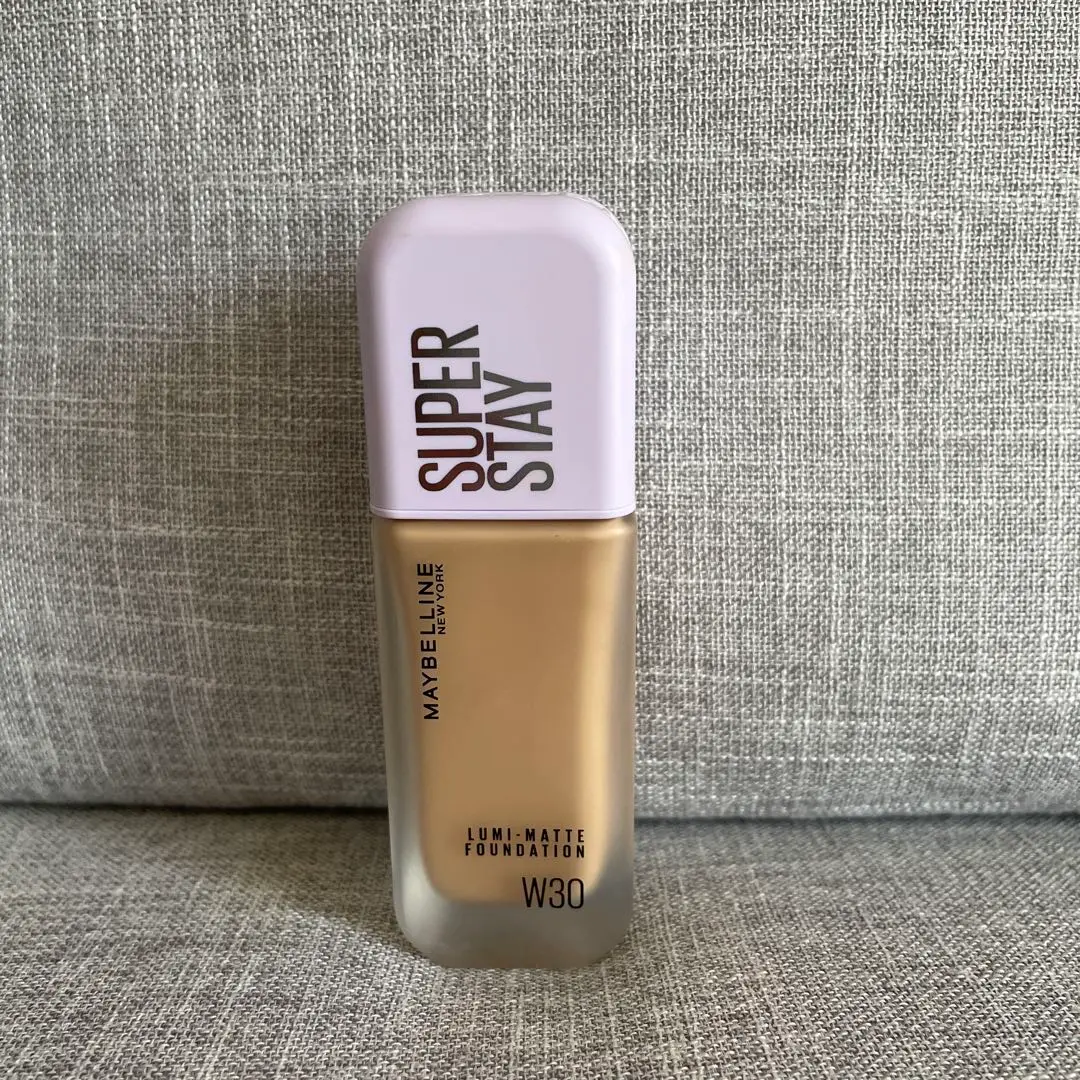 SUPER
STAY
MAYBELLINE
NEW YORK
LUMI-MATTE
FOUNDATION
W30